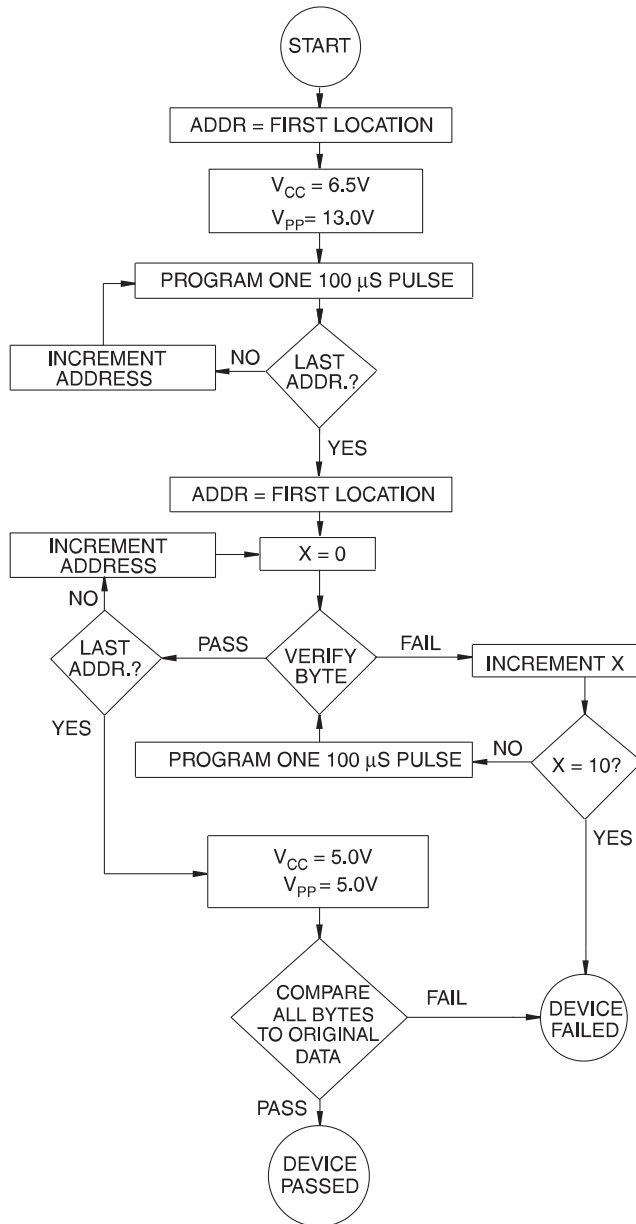 START
ADDR = FIRST LOCATION
VCC = 6.5V
VPP= 13.0V
PROGRAM ONE 100 µS PULSE
INCREMENT
ADDRESS
NO
LAST
ADDR.?
YES
ADDR = FIRST LOCATION
INCREMENT
ADDRESS
X = 0
NO
LAST
ADDR.?
PASS
VERIFY
BYTE
FAIL
INCREMENT X
YES
PROGRAM ONE 100 µS PULSE
NO
X = 10?
YES
VCC = 5.0V
VPP = 5.0V
COMPARE
ALL BYTES
TO ORIGINAL
DATA
FAIL
DEVICE
FAILED
PASS
DEVICE
PASSED